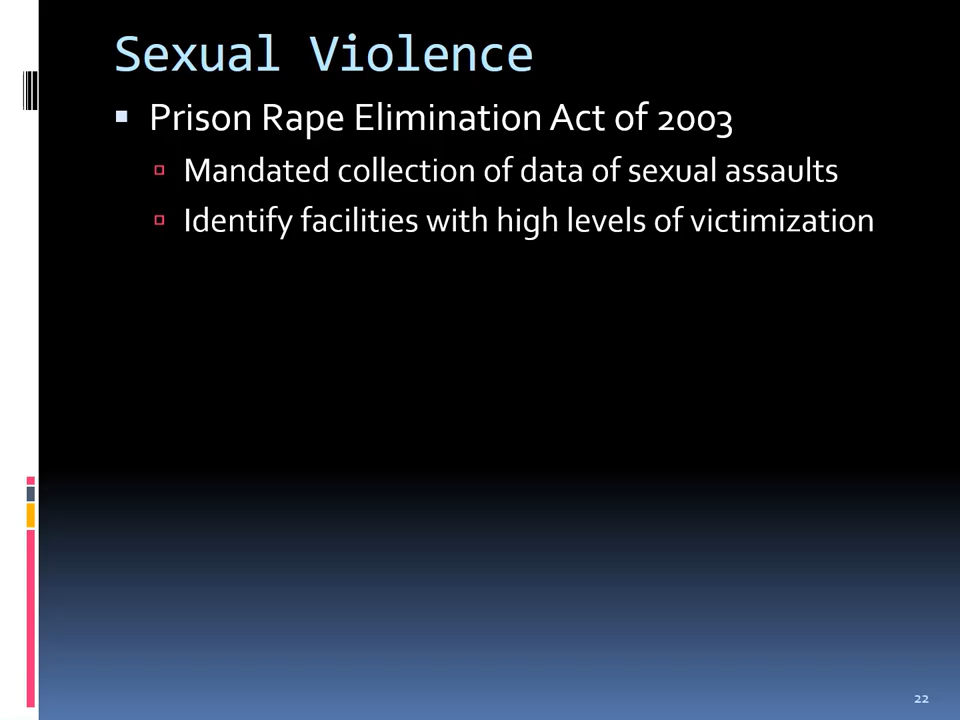 Sexual Violence
Prison Rape Elimination Act of 2003
Mandated collection of data of sexual assaults
Identify facilities with high levels of victimization
22